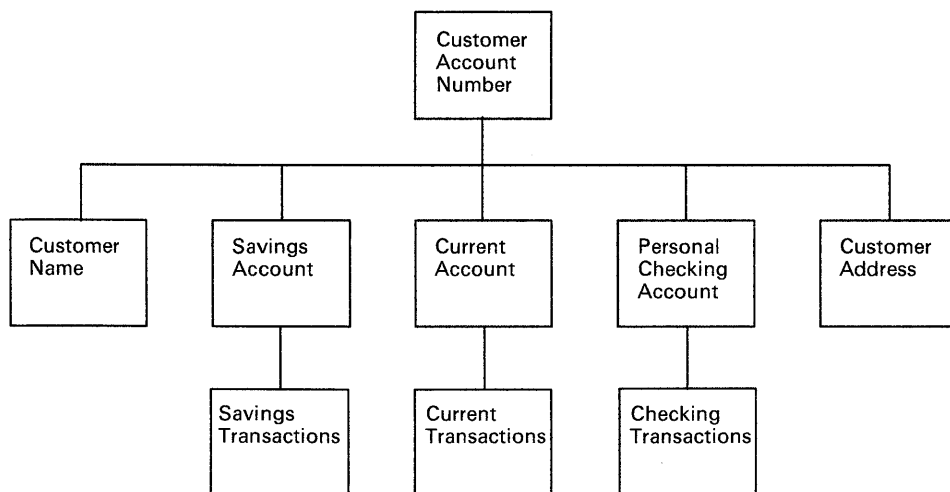 Customer
Account
Number
Customer
Name
Savings
Account
Current
Account
Personal
Checking
Account
Customer
Address
Savings
Transactions
Current
Transactions
Checking
Transactions